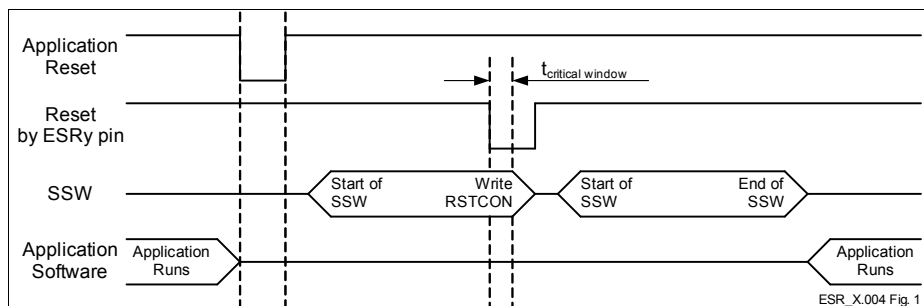 Application
Reset
t critical window
Reset
by ESRy pin
SSW
Start of
SSW
Write
RSTCON
Start of
SSW
End of
SSW
Application
Software
Application
Runs
Application
Runs
ESR_X.004 Fig. 1